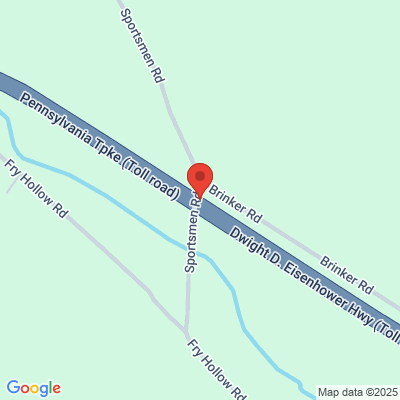 Sportsmen Rd
Pennsylvania Tpke.(Toll road)
Fry Hollow Rd
Brinker Rd
Sportsmen Rd
Dwight D. Eisenhower Hwy (Toll
Brinker Rd
Fry Hollow Rd
Google
Map data ©2025